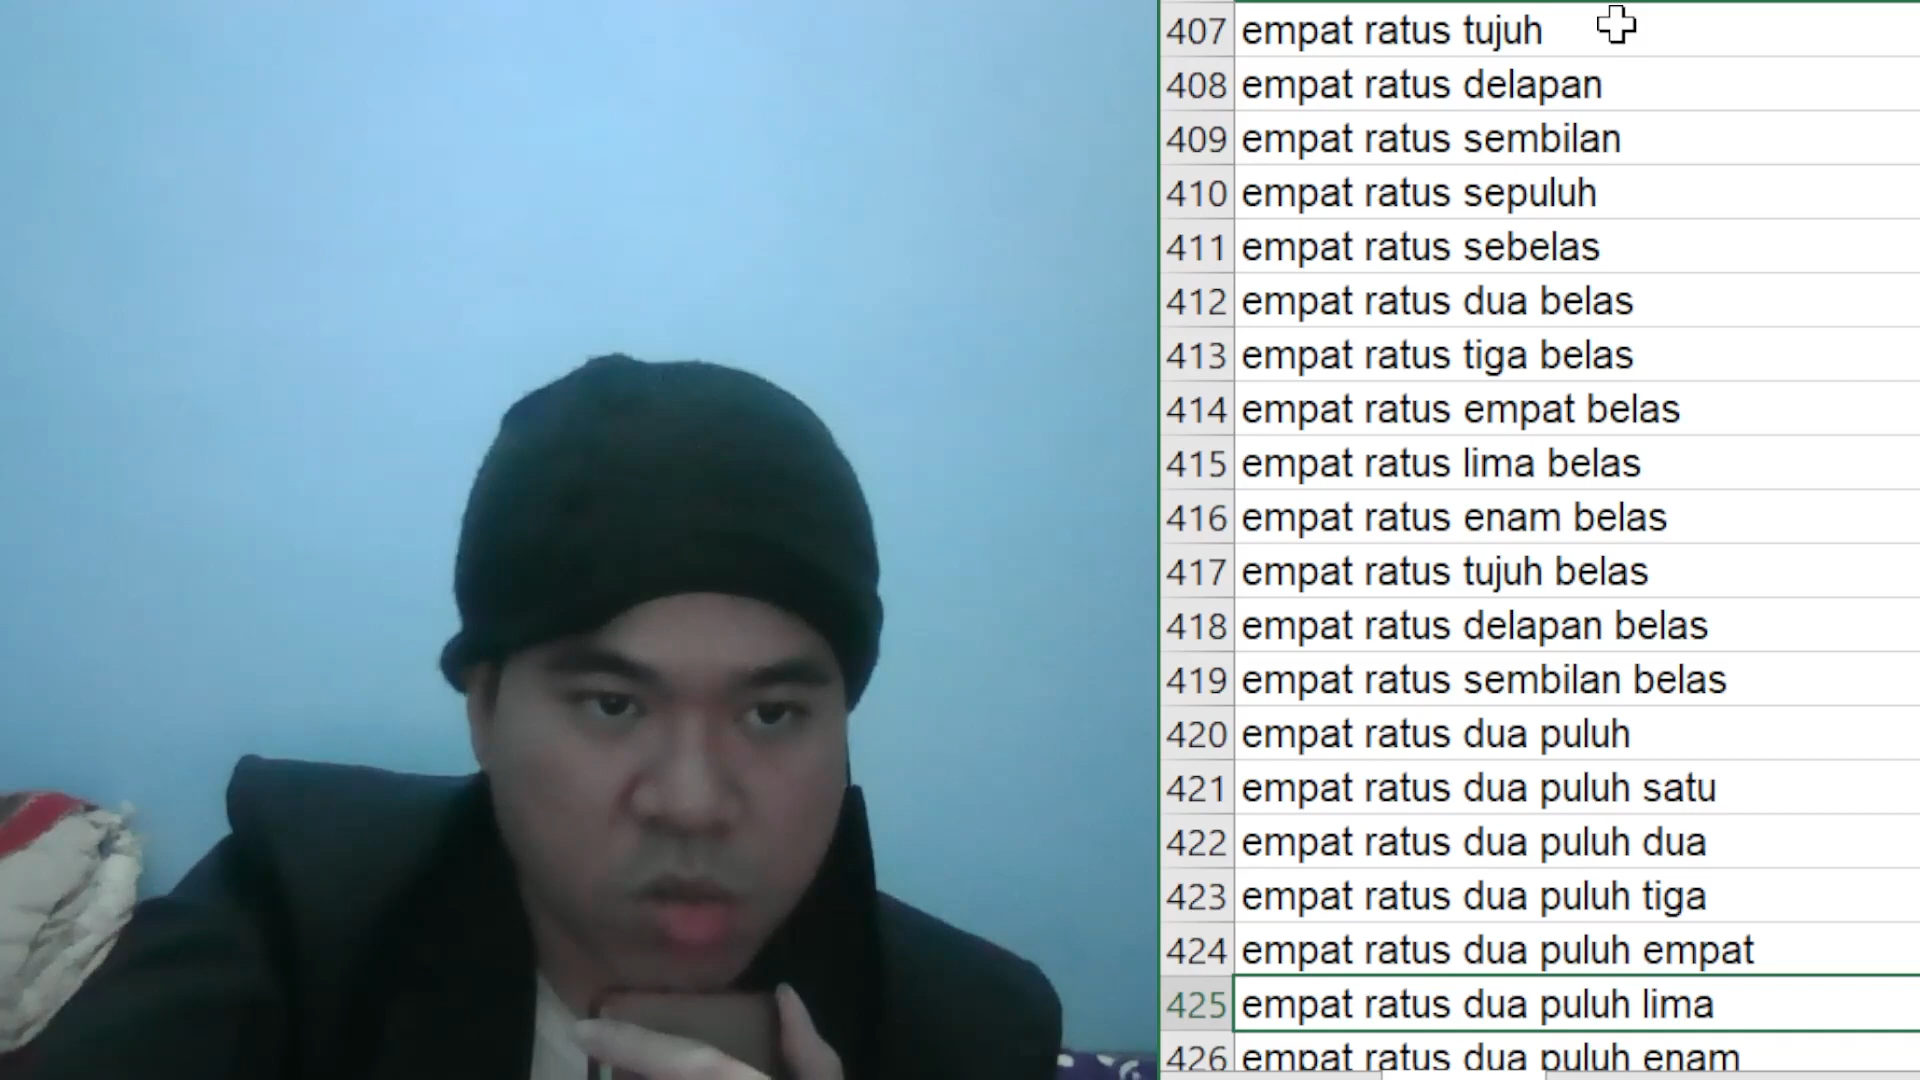 407 empat ratus tujuh
408 empat ratus delapan
409 empat ratus sembilan
410 empat ratus sepuluh
411 empat ratus sebelas
412 empat ratus dua belas
413 empat ratus tiga belas
414 empat ratus empat belas
415 empat ratus lima belas
416 empat ratus enam belas
417 empat ratus tujuh belas
418 empat ratus delapan belas
419 empat ratus sembilan belas
420 empat ratus dua puluh
421 empat ratus dua puluh satu
422 empat ratus dua puluh dua
423 empat ratus dua puluh tiga
424 empat ratus dua puluh empat
425 empat ratus dua puluh lima
426 empat ratus dua puluh enam